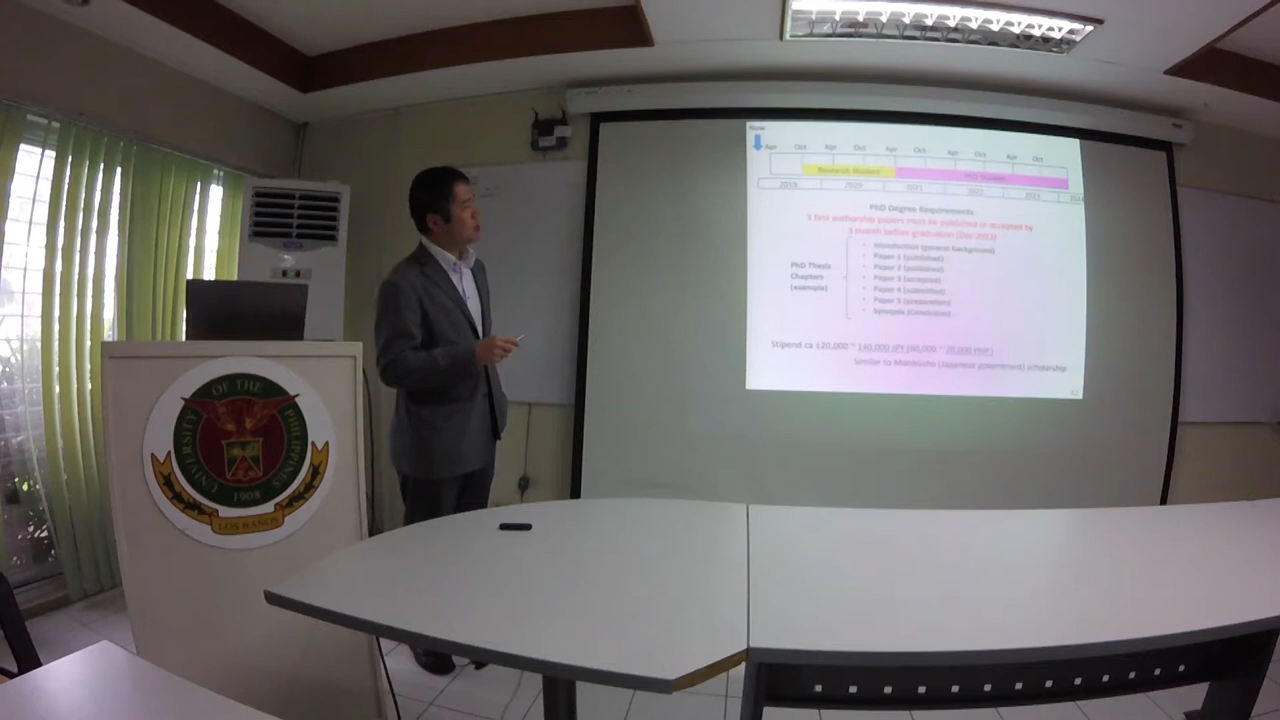 UNIVERSITY OF THE PHILIPPINES
1908
LOS BAÑOS
Now
Apr Oct Apr Oct Apr Oct Apr Oct Apr Oct
Research Student PhD Student
2019 2020 2021 2022 2023 2024
PhD Degree Requirements
3 first authorship papers must be published or accepted by
3 month before graduation (Dec 2023)
PhD Thesis
Chapters
(example)
• Introduction (general background)
• Paper 1 (published)
• Paper 2 (published)
• Paper 3 (accepted)
• Paper 4 (submitted)
• Paper 5 (preparation)
• Synopsis (Conclusion)
Stipend ca 120,000 ~ 140,000 JPY (60,000 ~ 70,000 PHP)
Similar to Monbusho (Japanese government) scholarship